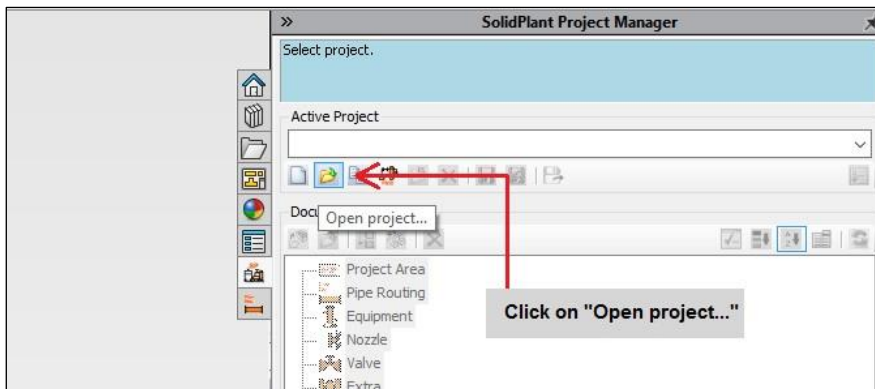 SolidPlant Project Manager
Select project.
Active Project
Open project...
Project Area
Pipe Routing
Equipment
Nozzle
Valve
Extra
Click on "Open project..."